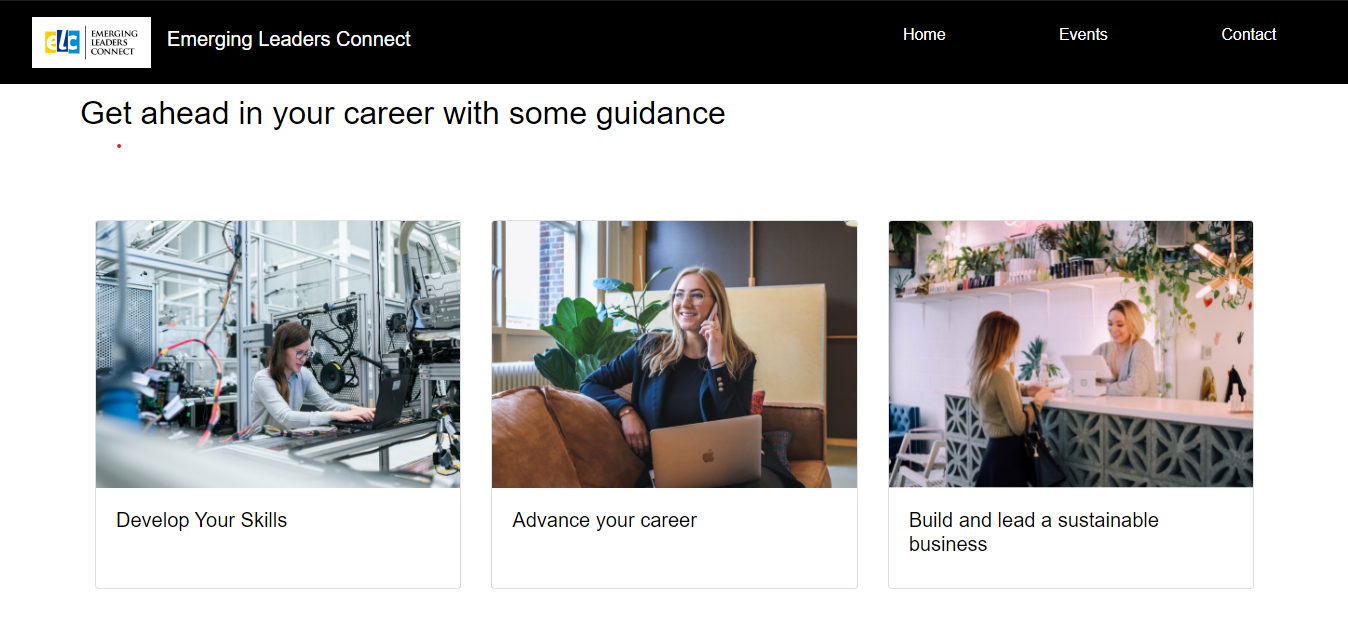 elc
EMERGING
LEADERS
CONNECT
Emerging Leaders Connect
Home
Events
Contact
Get ahead in your career with some guidance
Develop Your Skills
Advance your career
Build and lead a sustainable
business